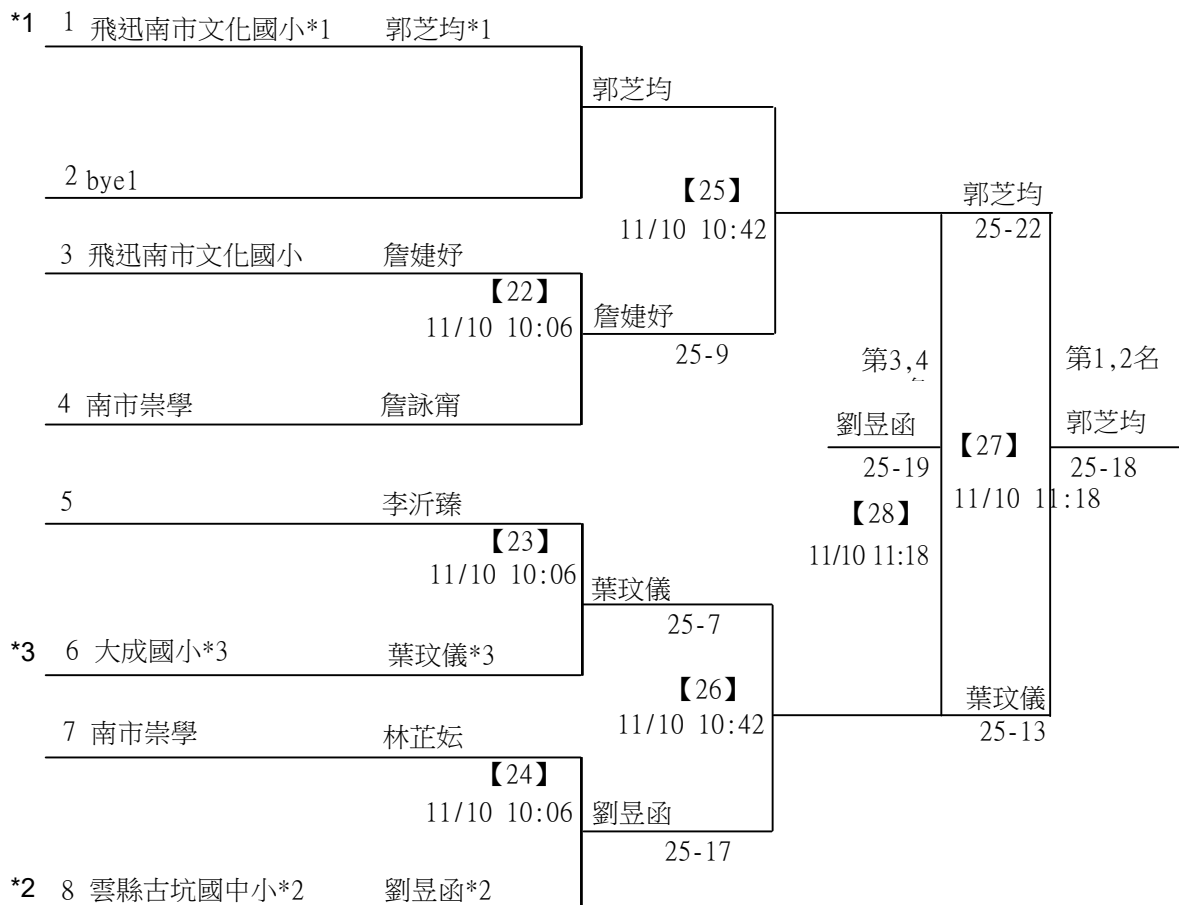 *1 1 飛迅南市文化國小*1 郭芝均*1
郭芝均
2 bye1
【25】
11/10 10:42
郭芝均
25-22
3 飛迅南市文化國小 詹婕妤
【22】
11/10 10:06
詹婕妤
25-9
4 南市崇學 詹詠甯
第3,4
第1,2名
劉昱函
25-19
【28】
11/10 11:18
【27】
11/10 11:18
郭芝均
25-18
5 李沂臻
【23】
11/10 10:06
葉玟儀
25-7
*3 6 大成國小*3 葉玟儀*3
【26】
11/10 10:42
葉玟儀
25-13
7 南市崇學 林芷妘
【24】
11/10 10:06
劉昱函
25-17
*2 8 雲縣古坑國中小*2 劉昱函*2